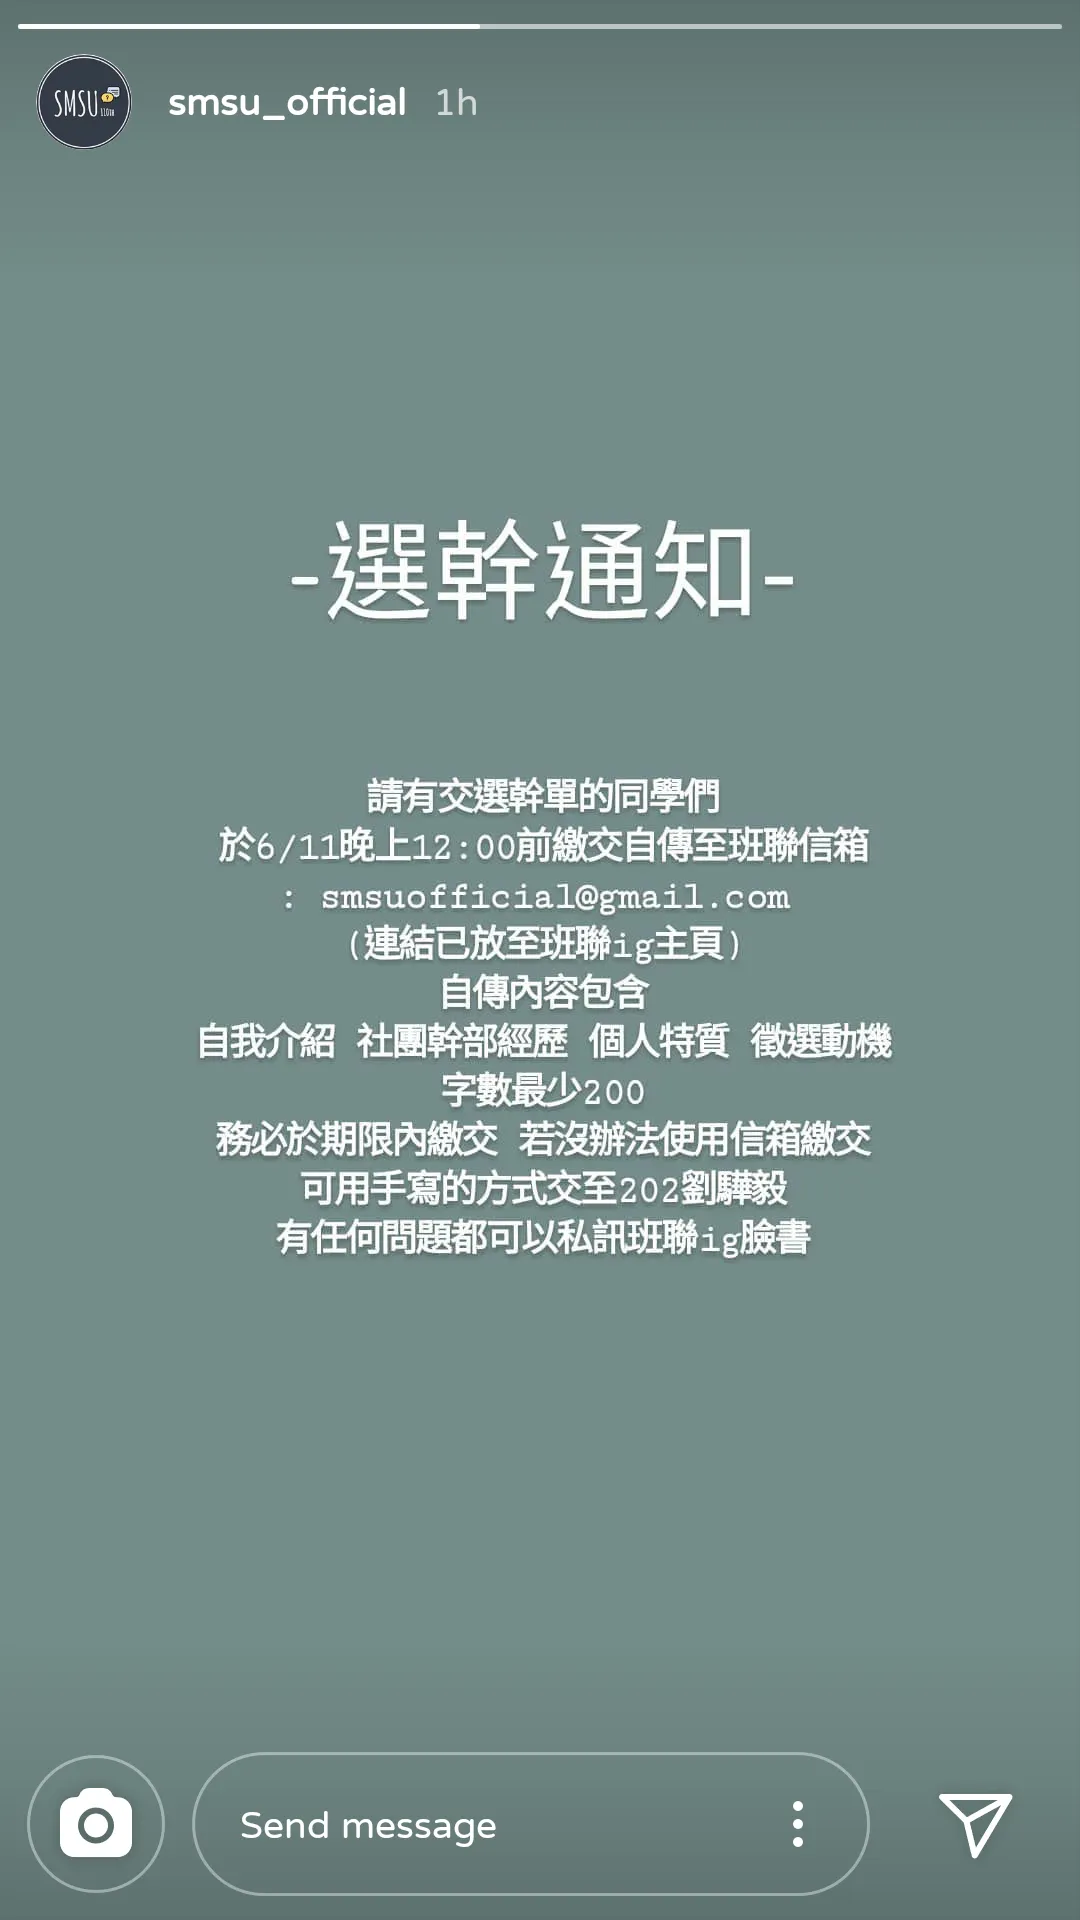 SMSU
110th
smsu_official 1h
-選幹通知-
請有交選幹單的同學們
於6/11晚上12:00前繳交自傳至班聯信箱
: smsuofficial@gmail.com
(連結已放至班聯ig主頁)
自傳內容包含
自我介紹 社團幹部經歷 個人特質 徵選動機
字數最少200
務必於期限內繳交 若沒辦法使用信箱繳交
可用手寫的方式交至202劉驊毅
有任何問題都可以私訊班聯ig臉書
Send message